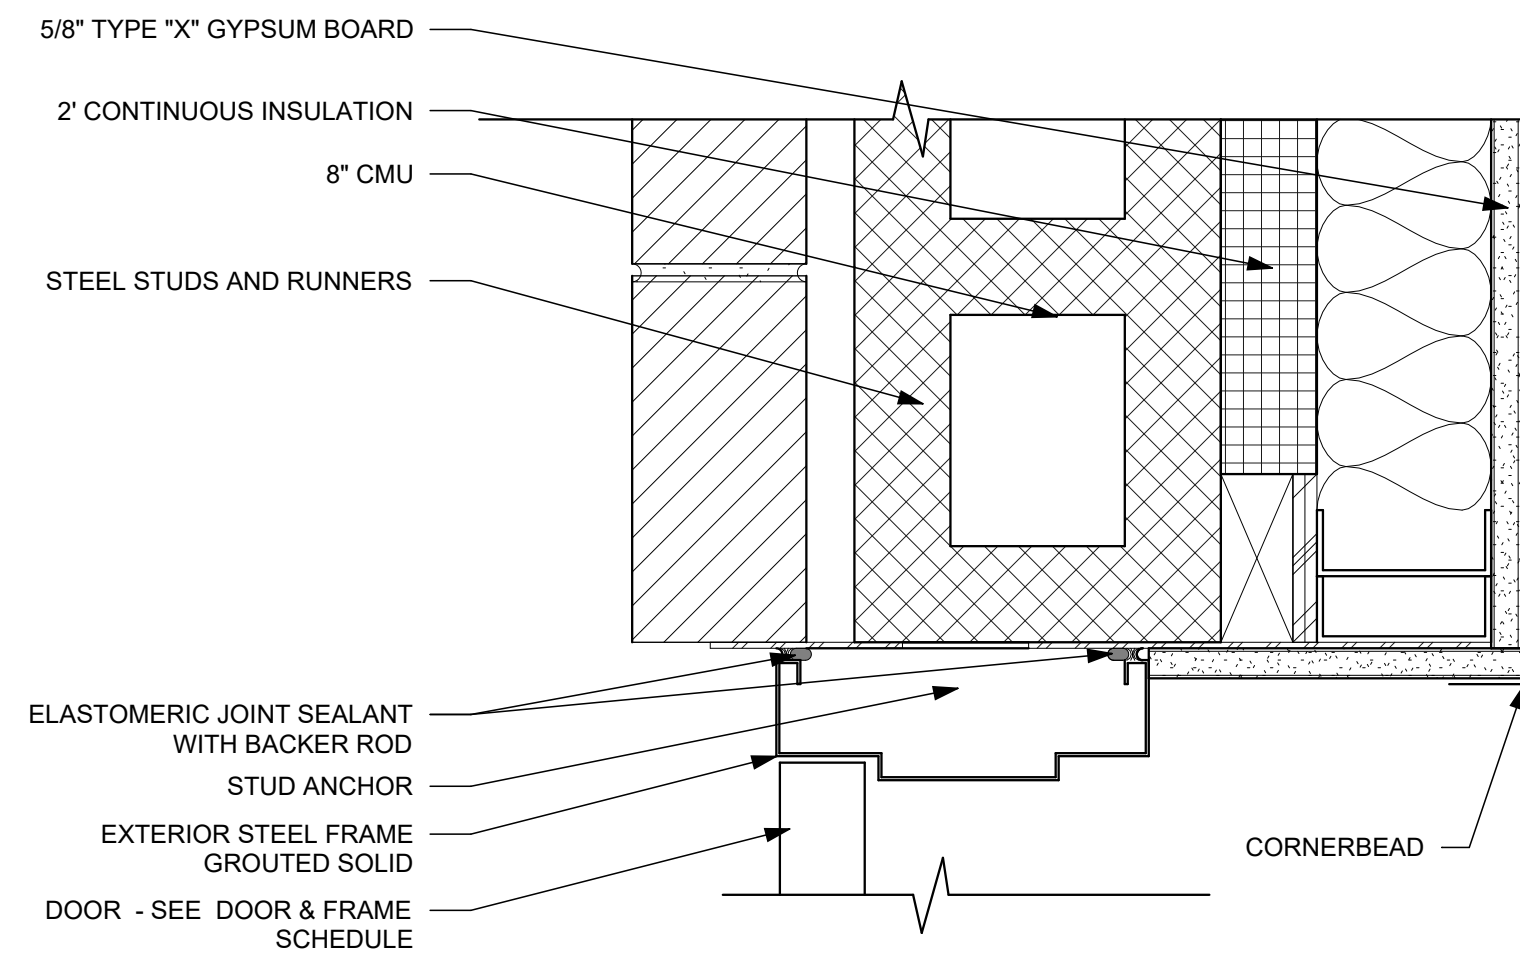 5/8" TYPE "X" GYPSUM BOARD
2' CONTINUOUS INSULATION
8" CMU
STEEL STUDS AND RUNNERS
ELASTOMERIC JOINT SEALANT
WITH BACKER ROD
STUD ANCHOR
EXTERIOR STEEL FRAME
GROUTED SOLID
DOOR - SEE DOOR & FRAME
SCHEDULE
CORNERBEAD